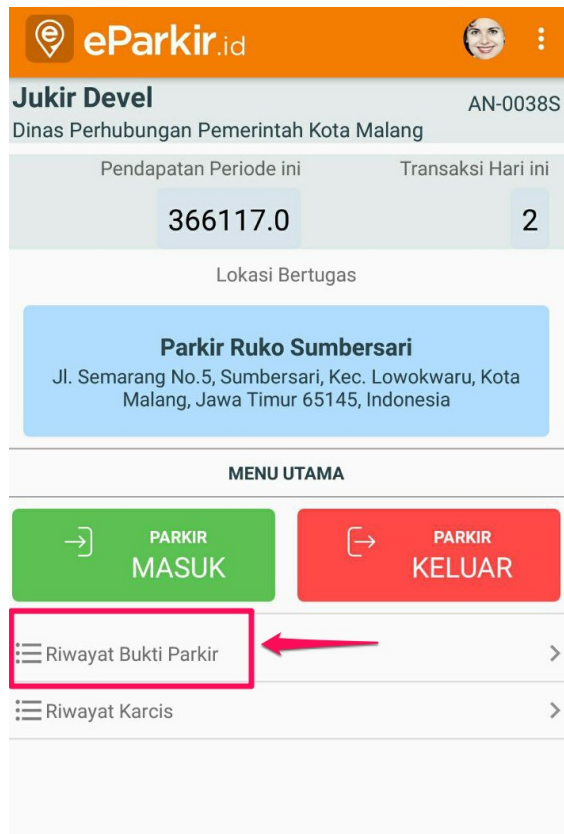 eParkir.id
Jukir Devel
AN-0038S
Dinas Perhubungan Pemerintah Kota Malang
Pendapatan Periode ini
Transaksi Hari ini
366117.0
2
Lokasi Bertugas
Parkir Ruko Sumbersari
Jl. Semarang No.5, Sumbersari, Kec. Lowokwaru, Kota
Malang, Jawa Timur 65145, Indonesia
MENU UTAMA
PARKIR
MASUK
PARKIR
KELUAR
Riwayat Bukti Parkir
Riwayat Karcis